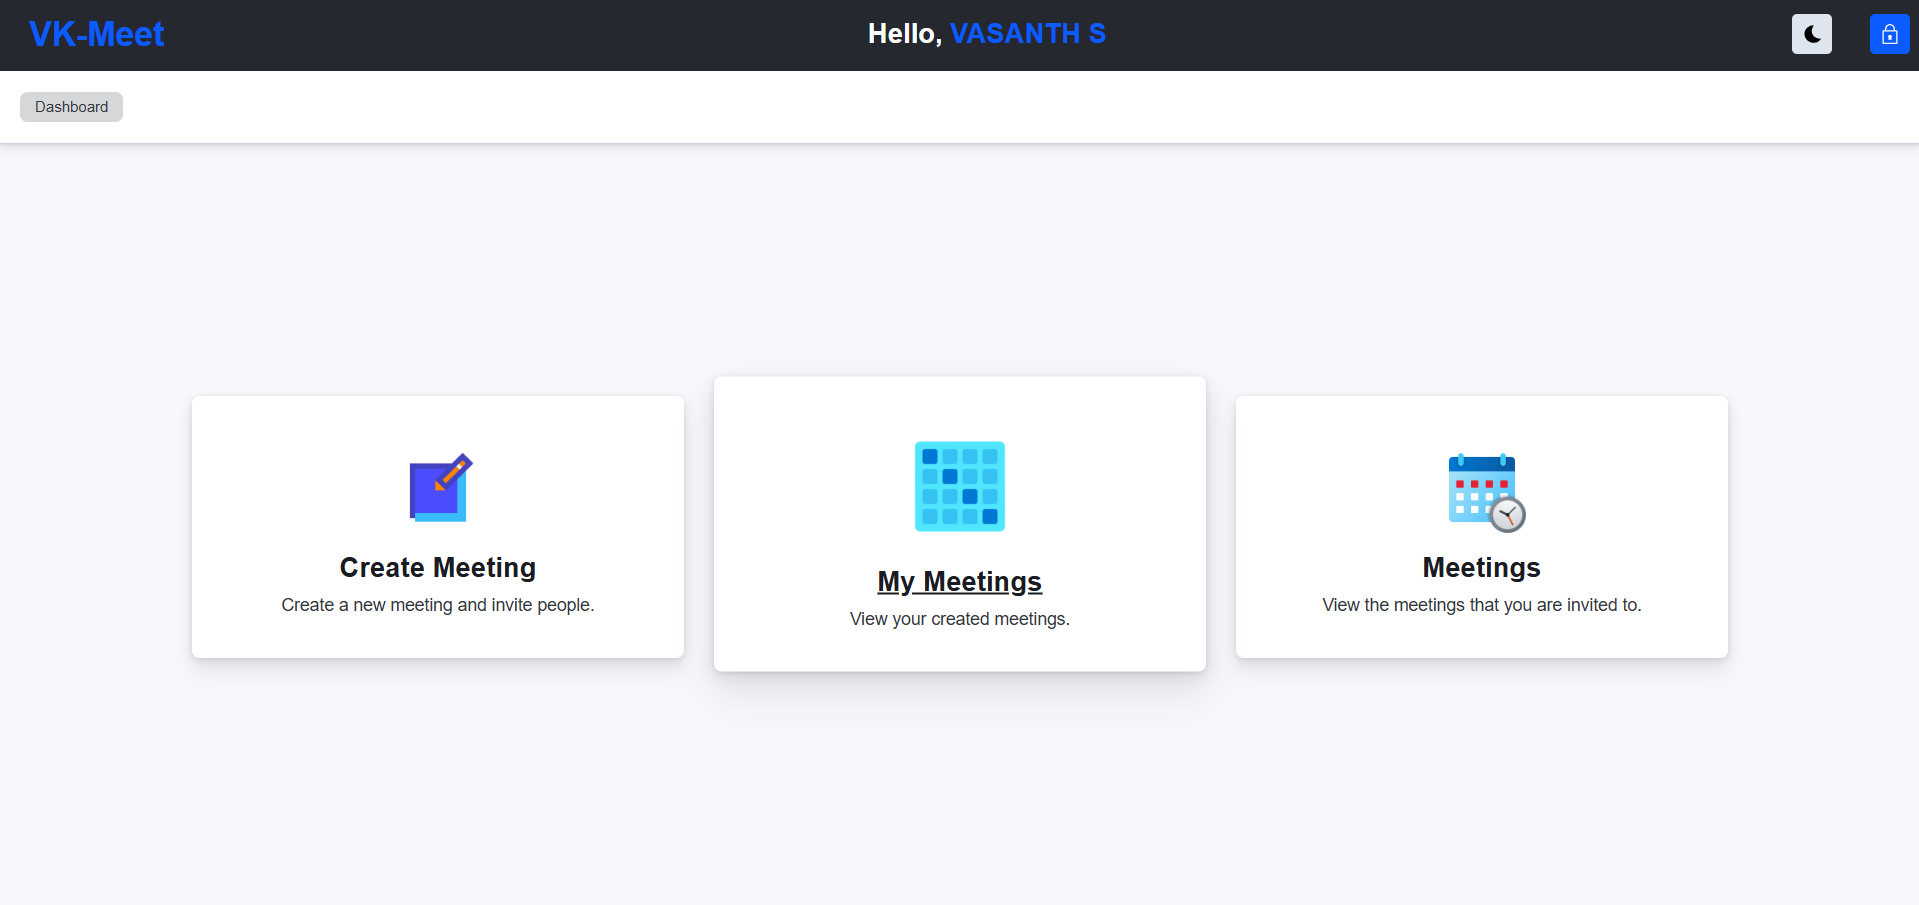 VK-Meet
Hello, VASANTH S
Dashboard
Create Meeting
Create a new meeting and invite people.
My Meetings
View your created meetings.
Meetings
View the meetings that you are invited to.